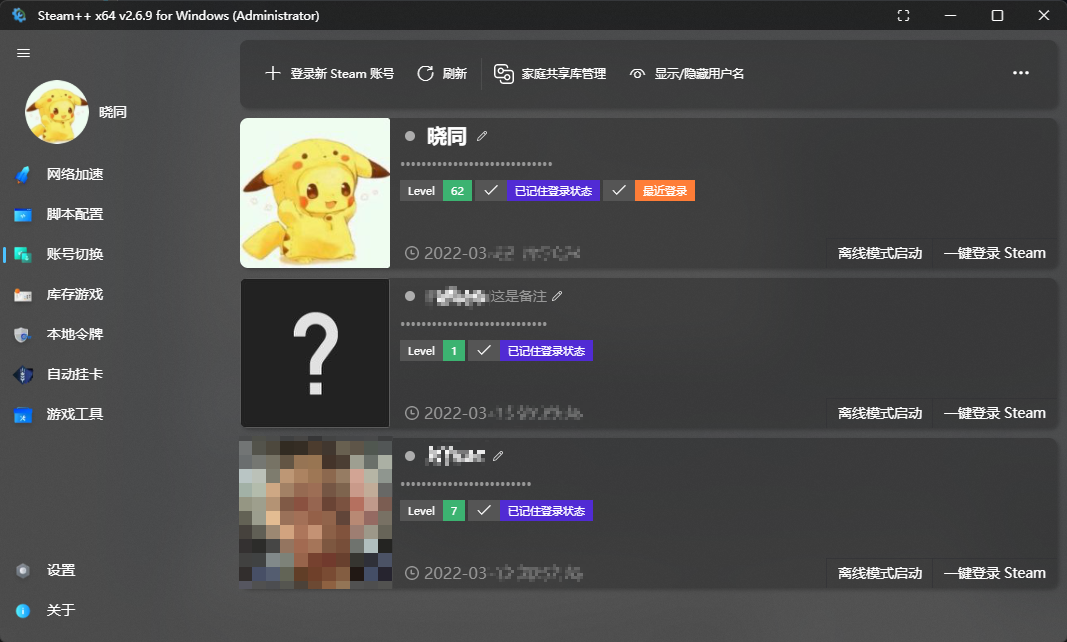 Steam++ x64 v2.6.9 for Windows (Administrator)
登录新 Steam 账号 刷新 家庭共享库管理 显示/隐藏用户名
晓同
网络加速
脚本配置
账号切换
库存游戏
本地令牌
自动挂卡
游戏工具
设置
关于
晓同
Level 62 已记住登录状态 最近登录
2022-03
离线模式启动 一键登录 Steam
这是备注
Level 1 已记住登录状态
2022-03
离线模式启动 一键登录 Steam
Level 7 已记住登录状态
2022-03
离线模式启动 一键登录 Steam